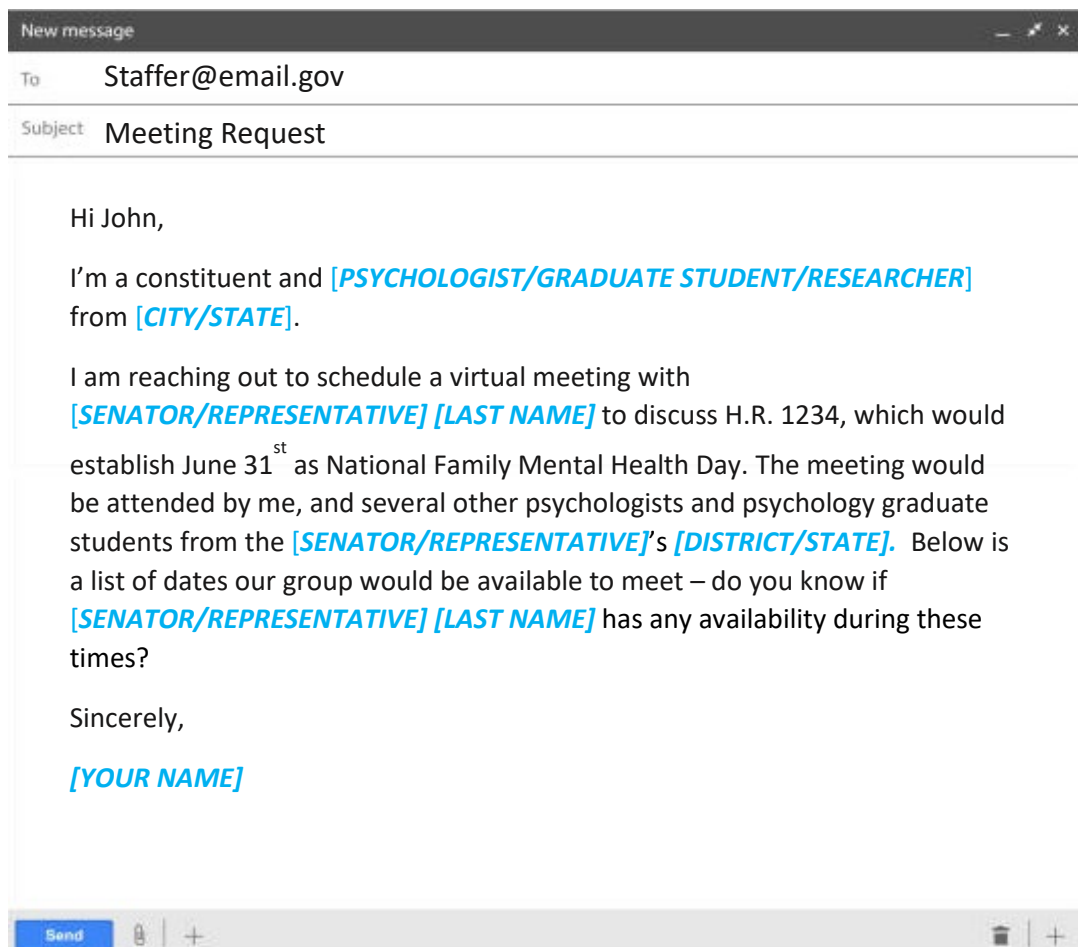 New message
To Staffer@email.gov
Subject Meeting Request
Hi John,
I'm a constituent and [PSYCHOLOGIST/GRADUATE STUDENT/RESEARCHER]
from [CITY/STATE].
I am reaching out to schedule a virtual meeting with
[SENATOR/REPRESENTATIVE] [LAST NAME] to discuss H.R. 1234, which would
establish June 31st as National Family Mental Health Day. The meeting would
be attended by me, and several other psychologists and psychology graduate
students from the [SENATOR/REPRESENTATIVE]'s [DISTRICT/STATE]. Below is
a list of dates our group would be available to meet – do you know if
[SENATOR/REPRESENTATIVE] [LAST NAME] has any availability during these
times?
Sincerely,
[YOUR NAME]
Send